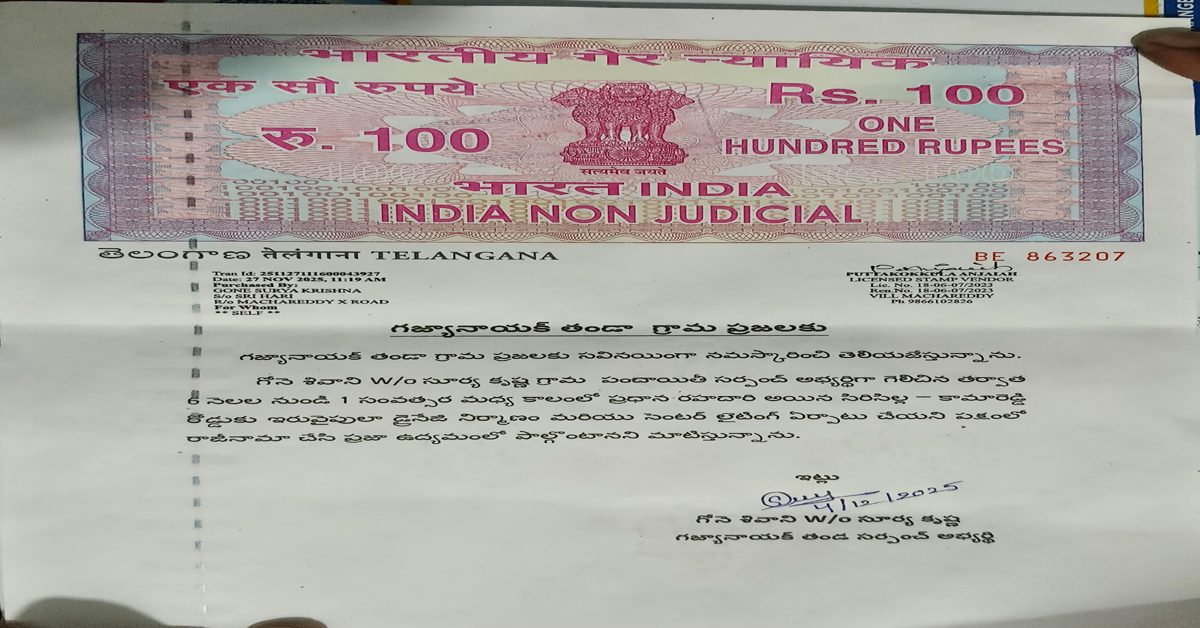 भारतीय गैर न्यायिक
एक सौ रुपये
Rs. 100
रु. 100
ONE
HUNDRED RUPEES
सत्यमेव जयते
भारत INDIA
INDIA NON JUDICIAL
తెలంగాణ तेलंगाना TELANGANA
BE 863207
Tran Id: 251127111600043927
Date: 27 NOV 2025, 11:19 AM
Purchased By:
GONE SURYA KRISHNA
S/o SRI HARI
R/o MACHAREDDY X ROAD
For Whom
** SELF **
PUTTAKOKKULA ANJAIAH
LICENSED STAMP VENDOR
Lic. No. 18-06-07/2023
Ren.No. 18-06-07/2023
VILL MACHAREDDY
Ph 9866102826
గజ్యానాయక్ తండా గ్రామ ప్రజలకు
గజ్యానాయక్ తండా గ్రామ ప్రజలకు సవినయింగా నమస్కారించి తెలియజేస్తున్నాను.
గోనె శివాని W/o సూర్య కృష్ణ గ్రామ పందాయితీ సర్పంచ్ అభ్యర్థిగా గెలిచిన తర్వాత
6 నెలల నుండి 1 సంవత్సర మధ్య కాలంలో ప్రధాన రహదారి అయిన సిరిసిల్ల – కామారెడ్డి
రోడ్డుకు ఇరువైపులా డ్రైనేజి నిర్మాణం మరియు సెంటర్ లైటింగ్ ఏర్పాటు చేయని పక్షంలో
రాజీనామా చేసి ప్రజా ఉద్యమంలో పాల్గొంటానని మాటిస్తున్నాను.
ఇట్లు
4/12/2025
గోనె శివాని W/o సూర్య కృష్ణ
గజ్యానాయక్ తండ సర్పంచ్ అభ్యర్థి